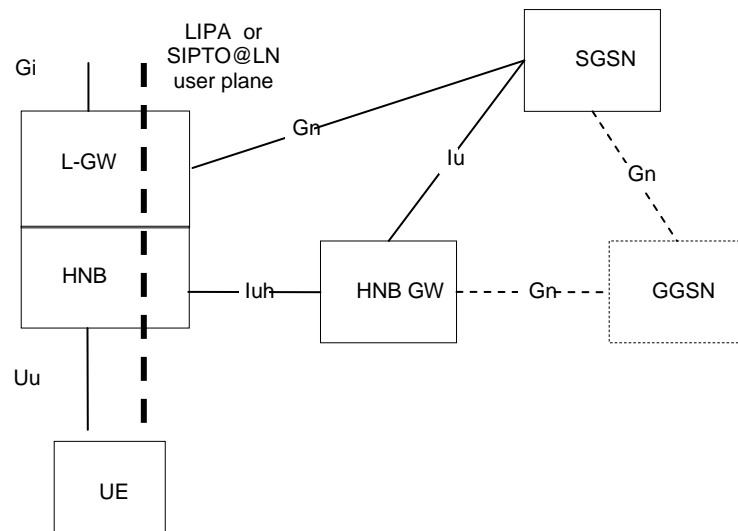 LIPA or
SIPTO@LN
user plane
Gi
SGSN
Gn
L-GW
Iu
Gn
HNB
Iuh
HNB GW
Gn
GGSN
Uu
UE